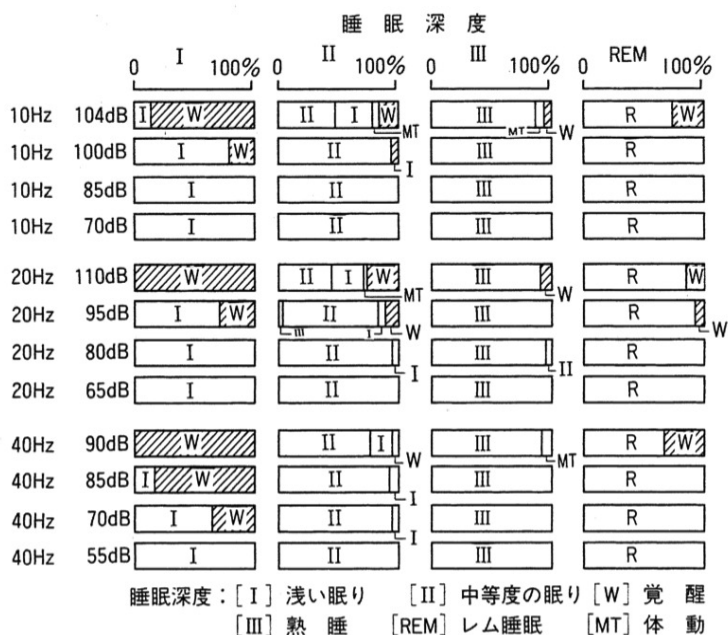 睡眠深度
I II III REM
0 100% 0 100% 0 100% 0 100%
10Hz 104dB I W II I W MT III MT W R W
10Hz 100dB I W II I III R
10Hz 85dB I II III R
10Hz 70dB I II III R
20Hz 110dB W II I W MT III W R W
20Hz 95dB I W III II I W III R W
20Hz 80dB I II I III II R
20Hz 65dB I II III R
40Hz 90dB W II I W III MT R W
40Hz 85dB I W II I III R
40Hz 70dB I W II I III R
40Hz 55dB I II III R
睡眠深度:[I] 浅い眠り [II] 中等度の眠り [W] 覚醒
[III] 熟睡 [REM] レム睡眠 [MT] 体動